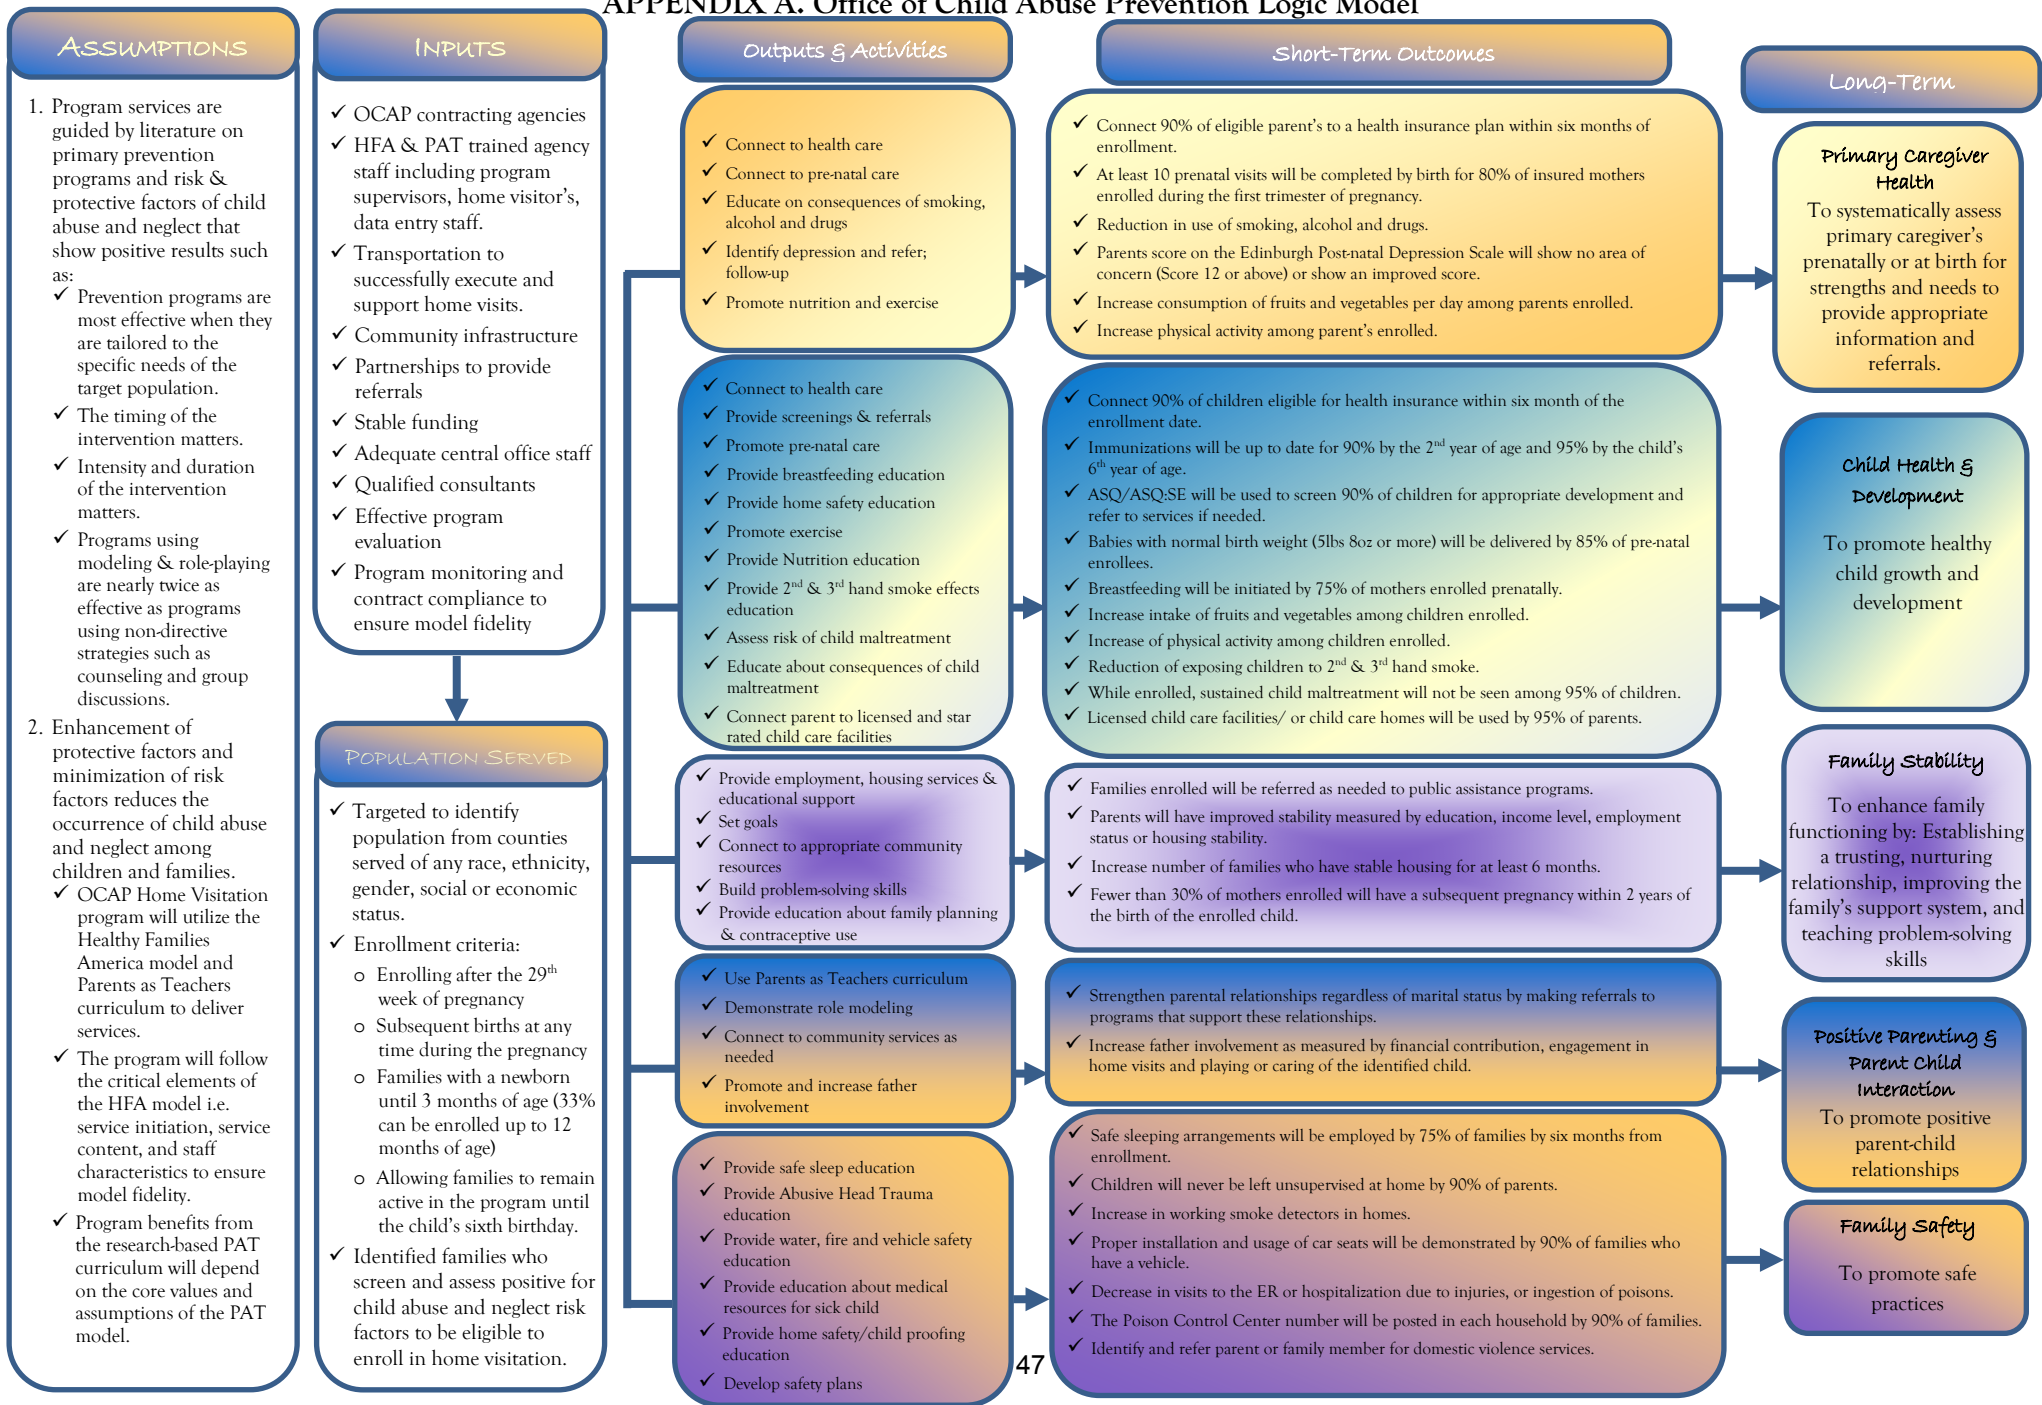 APPENDIX A. Office of Child Abuse Prevention Logic Model
ASSUMPTIONS
1. Program services are
guided by literature on
primary prevention
programs and risk &
protective factors of child
abuse and neglect that
show positive results such
as:
✓ Prevention programs are
most effective when they
are tailored to the
specific needs of the
target population.
✓ The timing of the
intervention matters.
✓ Intensity and duration
of the intervention
matters.
✓ Programs using
modeling & role-playing
are nearly twice as
effective as programs
using non-directive
strategies such as
counseling and group
discussions.
2. Enhancement of
protective factors and
minimization of risk
factors reduces the
occurrence of child abuse
and neglect among
children and families.
✓ OCAP Home Visitation
program will utilize the
Healthy Families
America model and
Parents as Teachers
curriculum to deliver
services.
✓ The program will follow
the critical elements of
the HFA model i.e.
service initiation, service
content, and staff
characteristics to ensure
model fidelity.
✓ Program benefits from
the research-based PAT
curriculum will depend
on the core values and
assumptions of the PAT
model.
INPUTS
✓ OCAP contracting agencies
✓ HFA & PAT trained agency
staff including program
supervisors, home visitor's,
data entry staff.
✓ Transportation to
successfully execute and
support home visits.
✓ Community infrastructure
✓ Partnerships to provide
referrals
✓ Stable funding
✓ Adequate central office staff
✓ Qualified consultants
✓ Effective program
evaluation
✓ Program monitoring and
contract compliance to
ensure model fidelity
POPULATION SERVED
✓ Targeted to identify
population from counties
served of any race, ethnicity,
gender, social or economic
status.
✓ Enrollment criteria:
o Enrolling after the 29th
week of pregnancy
o Subsequent births at any
time during the pregnancy
o Families with a newborn
until 3 months of age (33%
can be enrolled up to 12
months of age)
o Allowing families to remain
active in the program until
the child's sixth birthday.
✓ Identified families who
screen and assess positive for
child abuse and neglect risk
factors to be eligible to
enroll in home visitation.
Outputs & Activities
✓ Connect to health care
✓ Connect to pre-natal care
✓ Educate on consequences of smoking,
alcohol and drugs
✓ Identify depression and refer;
follow-up
✓ Promote nutrition and exercise
✓ Connect to health care
✓ Provide screenings & referrals
✓ Promote pre-natal care
✓ Provide breastfeeding education
✓ Provide home safety education
✓ Promote exercise
✓ Provide Nutrition education
✓ Provide 2nd & 3rd hand smoke effects
education
✓ Assess risk of child maltreatment
✓ Educate about consequences of child
maltreatment
✓ Connect parent to licensed and star
rated child care facilities
✓ Provide employment, housing services &
educational support
✓ Set goals
✓ Connect to appropriate community
resources
✓ Build problem-solving skills
✓ Provide education about family planning
& contraceptive use
✓ Use Parents as Teachers curriculum
✓ Demonstrate role modeling
✓ Connect to community services as
needed
✓ Promote and increase father
involvement
✓ Provide safe sleep education
✓ Provide Abusive Head Trauma
education
✓ Provide water, fire and vehicle safety
education
✓ Provide education about medical
resources for sick child
✓ Provide home safety/child proofing
education
✓ Develop safety plans
Short-Term Outcomes
✓ Connect 90% of eligible parent's to a health insurance plan within six months of
enrollment.
✓ At least 10 prenatal visits will be completed by birth for 80% of insured mothers
enrolled during the first trimester of pregnancy.
✓ Reduction in use of smoking, alcohol and drugs.
✓ Parents score on the Edinburgh Post-natal Depression Scale will show no area of
concern (Score 12 or above) or show an improved score.
✓ Increase consumption of fruits and vegetables per day among parents enrolled.
✓ Increase physical activity among parent's enrolled.
✓ Connect 90% of children eligible for health insurance within six month of the
enrollment date.
✓ Immunizations will be up to date for 90% by the 2nd year of age and 95% by the child's
6th year of age.
✓ ASQ/ASQ:SE will be used to screen 90% of children for appropriate development and
refer to services if needed.
✓ Babies with normal birth weight (5lbs 8oz or more) will be delivered by 85% of pre-natal
enrollees.
✓ Breastfeeding will be initiated by 75% of mothers enrolled prenatally.
✓ Increase intake of fruits and vegetables among children enrolled.
✓ Increase of physical activity among children enrolled.
✓ Reduction of exposing children to 2nd & 3rd hand smoke.
✓ While enrolled, sustained child maltreatment will not be seen among 95% of children.
✓ Licensed child care facilities/ or child care homes will be used by 95% of parents.
✓ Families enrolled will be referred as needed to public assistance programs.
✓ Parents will have improved stability measured by education, income level, employment
status or housing stability.
✓ Increase number of families who have stable housing for at least 6 months.
✓ Fewer than 30% of mothers enrolled will have a subsequent pregnancy within 2 years of
the birth of the enrolled child.
✓ Strengthen parental relationships regardless of marital status by making referrals to
programs that support these relationships.
✓ Increase father involvement as measured by financial contribution, engagement in
home visits and playing or caring of the identified child.
✓ Safe sleeping arrangements will be employed by 75% of families by six months from
enrollment.
✓ Children will never be left unsupervised at home by 90% of parents.
✓ Increase in working smoke detectors in homes.
✓ Proper installation and usage of car seats will be demonstrated by 90% of families who
have a vehicle.
✓ Decrease in visits to the ER or hospitalization due to injuries, or ingestion of poisons.
✓ The Poison Control Center number will be posted in each household by 90% of families.
✓ Identify and refer parent or family member for domestic violence services.
Long-Term
Primary Caregiver
Health
To systematically assess
primary caregiver's
prenatally or at birth for
strengths and needs to
provide appropriate
information and
referrals.
Child Health &
Development
To promote healthy
child growth and
development
Family Stability
To enhance family
functioning by: Establishing
a trusting, nurturing
relationship, improving the
family's support system, and
teaching problem-solving
skills
Positive Parenting &
Parent Child
Interaction
To promote positive
parent-child
relationships
Family Safety
To promote safe
practices
47